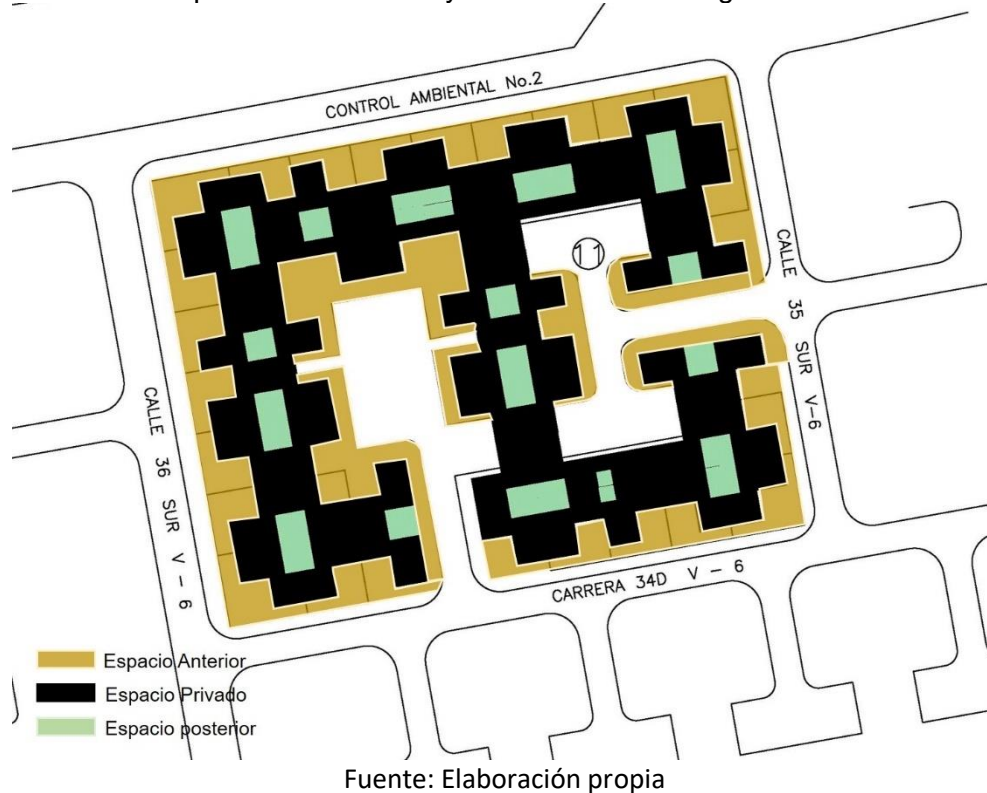 CONTROL AMBIENTAL No.2
11
CALLE 35 SUR V-6
CALLE 36 SUR V - 6
CARRERA 34D V - 6
Espacio Anterior
Espacio Privado
Espacio posterior
Fuente: Elaboración propia